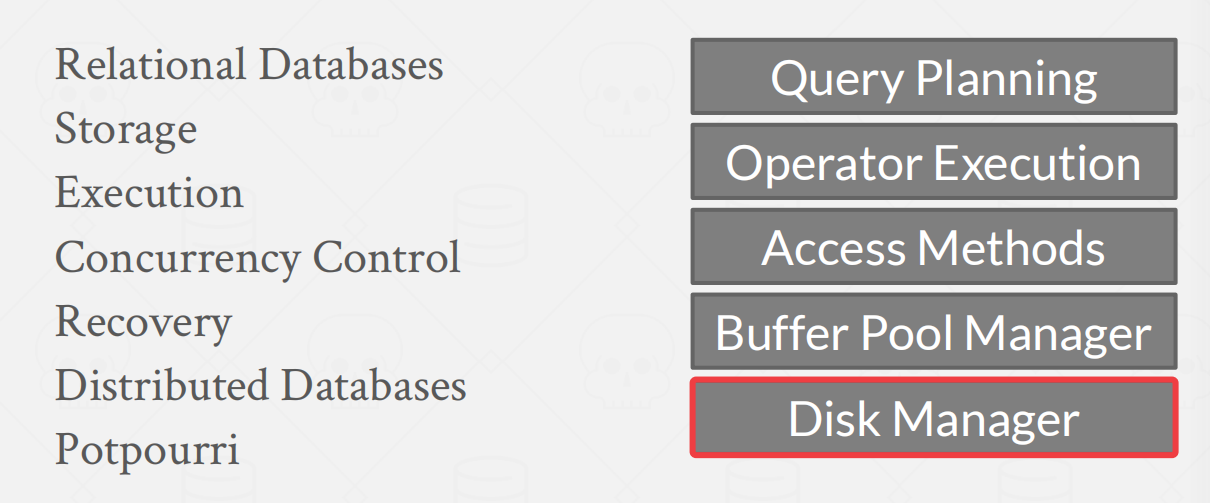 Relational Databases
Storage
Execution
Concurrency Control
Recovery
Distributed Databases
Potpourri
Query Planning
Operator Execution
Access Methods
Buffer Pool Manager
Disk Manager